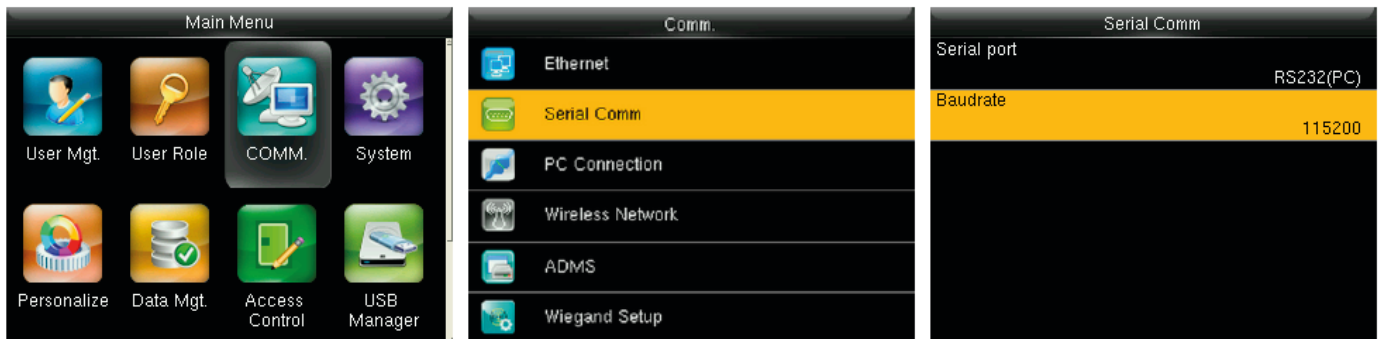 Main Menu
User Mgt.
User Role
COMM.
System
Personalize
Data Mgt.
Access
Control
USB
Manager
Comm.
Ethernet
Serial Comm
PC Connection
Wireless Network
ADMS
Wiegand Setup
Serial Comm
Serial port
RS232(PC)
Baudrate
115200